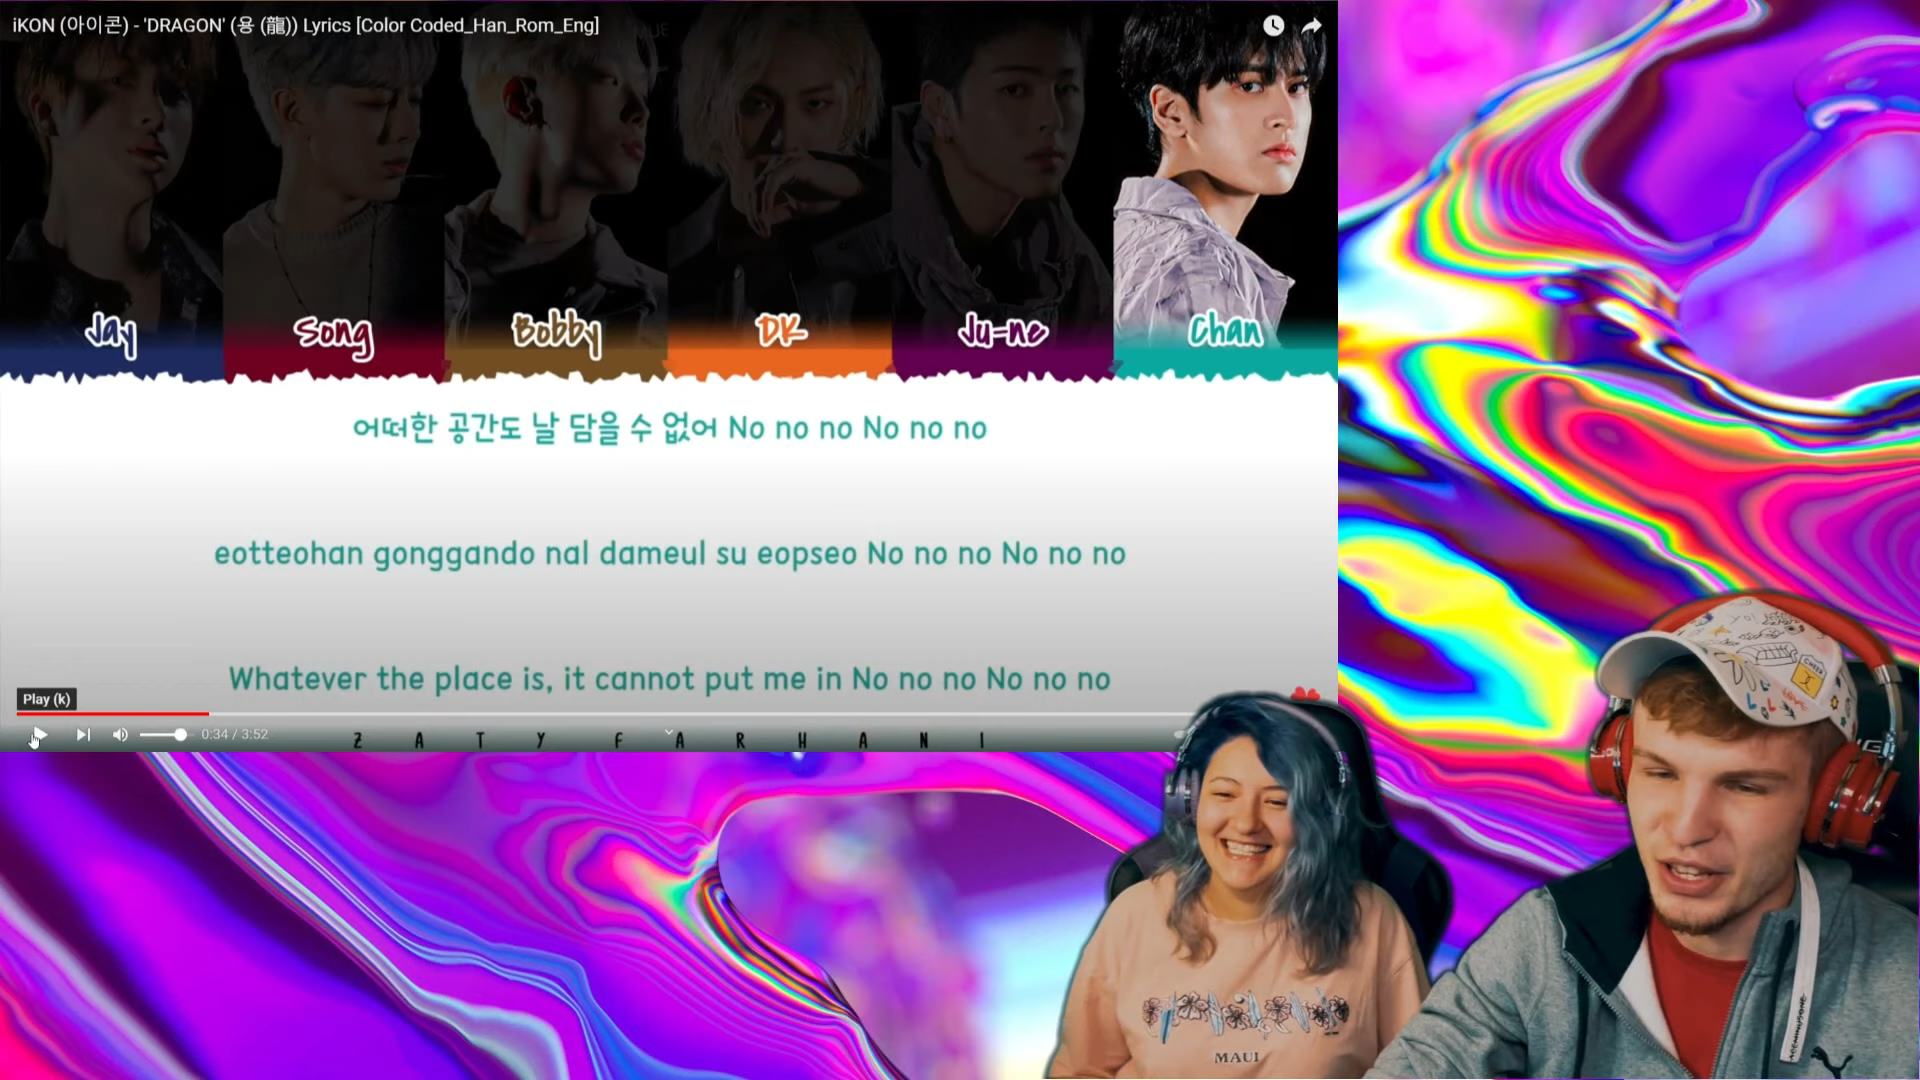 iKON (아이콘) - 'DRAGON' (용 (龍)) Lyrics [Color Coded_Han_Rom_Eng]
Jay
Song
Bobby
DK
Ju-ne
Chan
어떠한 공간도 날 담을 수 없어 No no no No no no
eotteohan gonggando nal dameul su eopseo No no no No no no
Whatever the place is, it cannot put me in No no no No no no
Play (k)
0:34 / 3:52
ZATY FARHANI
CHEER
MAUI